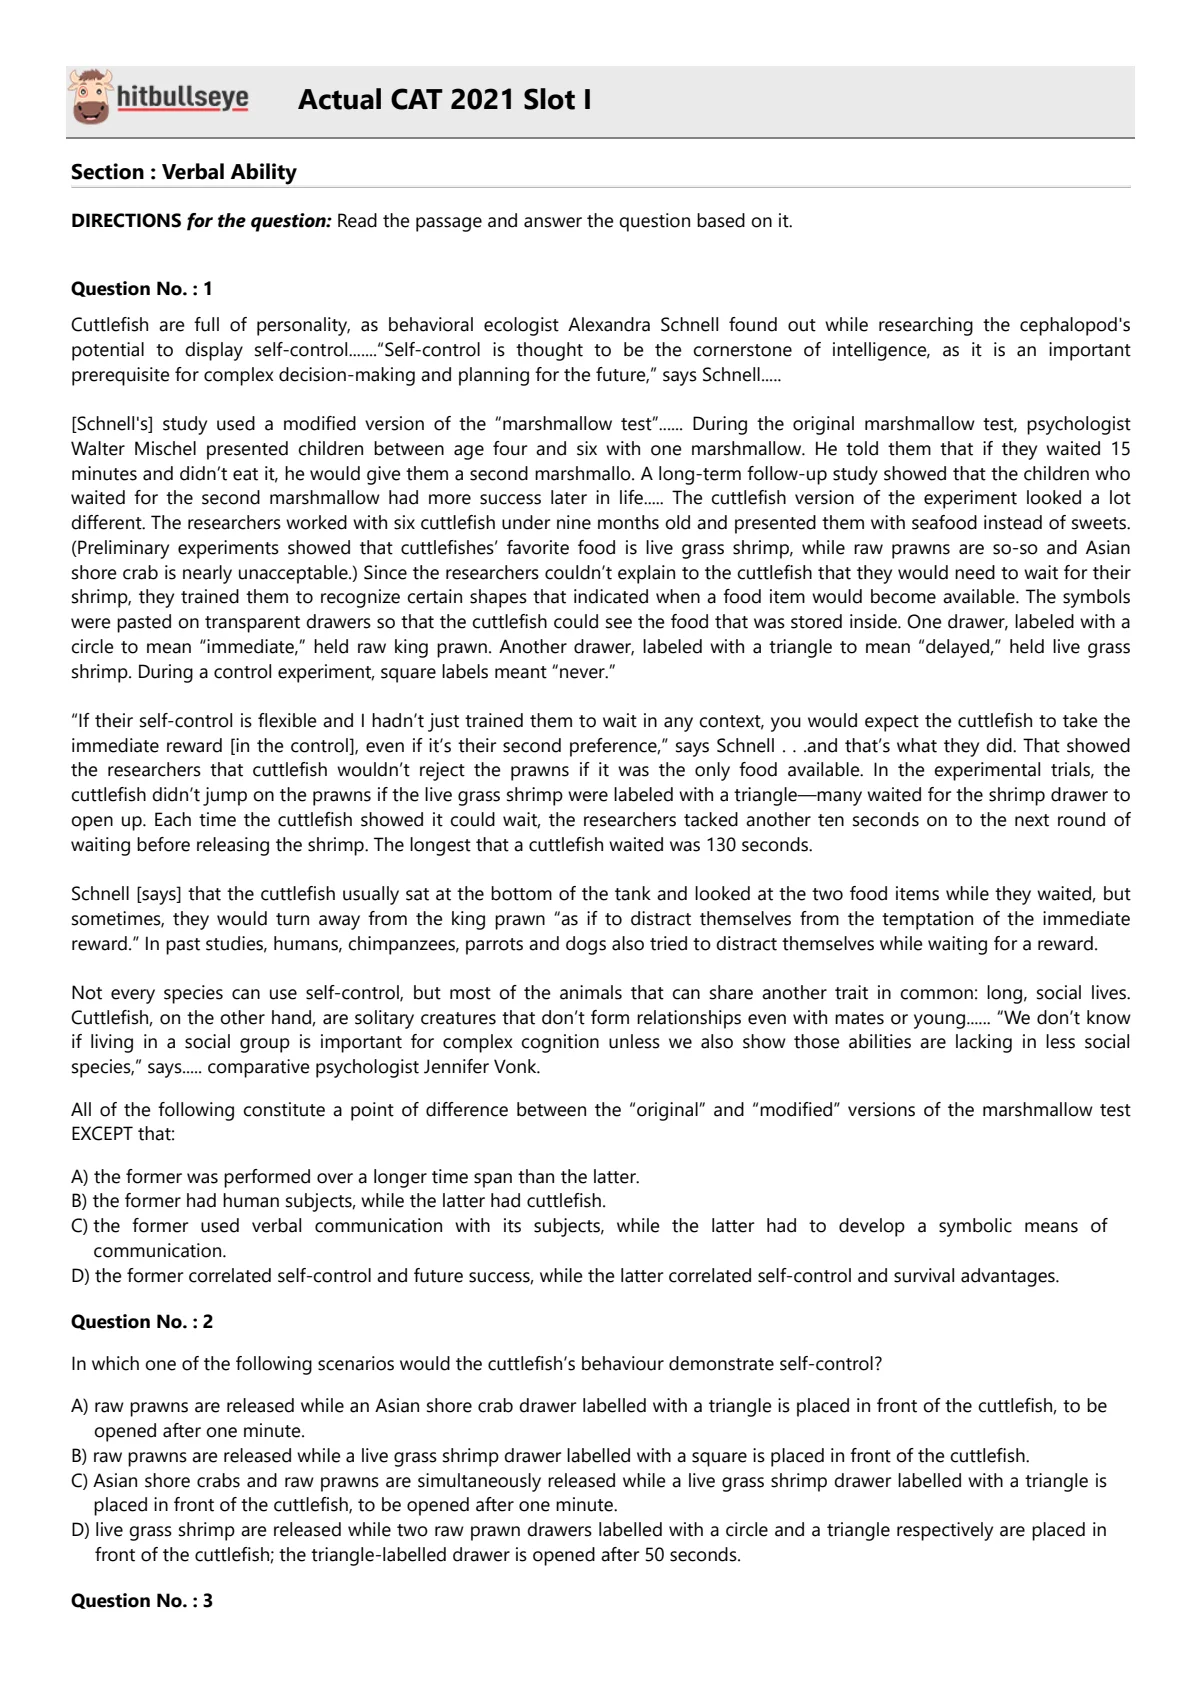 hitbullseye
Actual CAT 2021 Slot I
Section : Verbal Ability
DIRECTIONS for the question: Read the passage and answer the question based on it.
Question No. : 1
Cuttlefish are full of personality, as behavioral ecologist Alexandra Schnell found out while researching the cephalopod's
potential to display self-control.......“Self-control is thought to be the cornerstone of intelligence, as it is an important
prerequisite for complex decision-making and planning for the future,” says Schnell.....
[Schnell's] study used a modified version of the “marshmallow test”...... During the original marshmallow test, psychologist
Walter Mischel presented children between age four and six with one marshmallow. He told them that if they waited 15
minutes and didn’t eat it, he would give them a second marshmallo. A long-term follow-up study showed that the children who
waited for the second marshmallow had more success later in life..... The cuttlefish version of the experiment looked a lot
different. The researchers worked with six cuttlefish under nine months old and presented them with seafood instead of sweets.
(Preliminary experiments showed that cuttlefishes’ favorite food is live grass shrimp, while raw prawns are so-so and Asian
shore crab is nearly unacceptable.) Since the researchers couldn’t explain to the cuttlefish that they would need to wait for their
shrimp, they trained them to recognize certain shapes that indicated when a food item would become available. The symbols
were pasted on transparent drawers so that the cuttlefish could see the food that was stored inside. One drawer, labeled with a
circle to mean “immediate,” held raw king prawn. Another drawer, labeled with a triangle to mean “delayed,” held live grass
shrimp. During a control experiment, square labels meant “never.”
“If their self-control is flexible and I hadn’t just trained them to wait in any context, you would expect the cuttlefish to take the
immediate reward [in the control], even if it’s their second preference,” says Schnell . . .and that’s what they did. That showed
the researchers that cuttlefish wouldn’t reject the prawns if it was the only food available. In the experimental trials, the
cuttlefish didn’t jump on the prawns if the live grass shrimp were labeled with a triangle—many waited for the shrimp drawer to
open up. Each time the cuttlefish showed it could wait, the researchers tacked another ten seconds on to the next round of
waiting before releasing the shrimp. The longest that a cuttlefish waited was 130 seconds.
Schnell [says] that the cuttlefish usually sat at the bottom of the tank and looked at the two food items while they waited, but
sometimes, they would turn away from the king prawn “as if to distract themselves from the temptation of the immediate
reward.” In past studies, humans, chimpanzees, parrots and dogs also tried to distract themselves while waiting for a reward.
Not every species can use self-control, but most of the animals that can share another trait in common: long, social lives.
Cuttlefish, on the other hand, are solitary creatures that don’t form relationships even with mates or young...... “We don’t know
if living in a social group is important for complex cognition unless we also show those abilities are lacking in less social
species,” says..... comparative psychologist Jennifer Vonk.
All of the following constitute a point of difference between the “original” and “modified” versions of the marshmallow test
EXCEPT that:
A) the former was performed over a longer time span than the latter.
B) the former had human subjects, while the latter had cuttlefish.
C) the former used verbal communication with its subjects, while the latter had to develop a symbolic means of
communication.
D) the former correlated self-control and future success, while the latter correlated self-control and survival advantages.
Question No. : 2
In which one of the following scenarios would the cuttlefish’s behaviour demonstrate self-control?
A) raw prawns are released while an Asian shore crab drawer labelled with a triangle is placed in front of the cuttlefish, to be
opened after one minute.
B) raw prawns are released while a live grass shrimp drawer labelled with a square is placed in front of the cuttlefish.
C) Asian shore crabs and raw prawns are simultaneously released while a live grass shrimp drawer labelled with a triangle is
placed in front of the cuttlefish, to be opened after one minute.
D) live grass shrimp are released while two raw prawn drawers labelled with a circle and a triangle respectively are placed in
front of the cuttlefish; the triangle-labelled drawer is opened after 50 seconds.
Question No. : 3